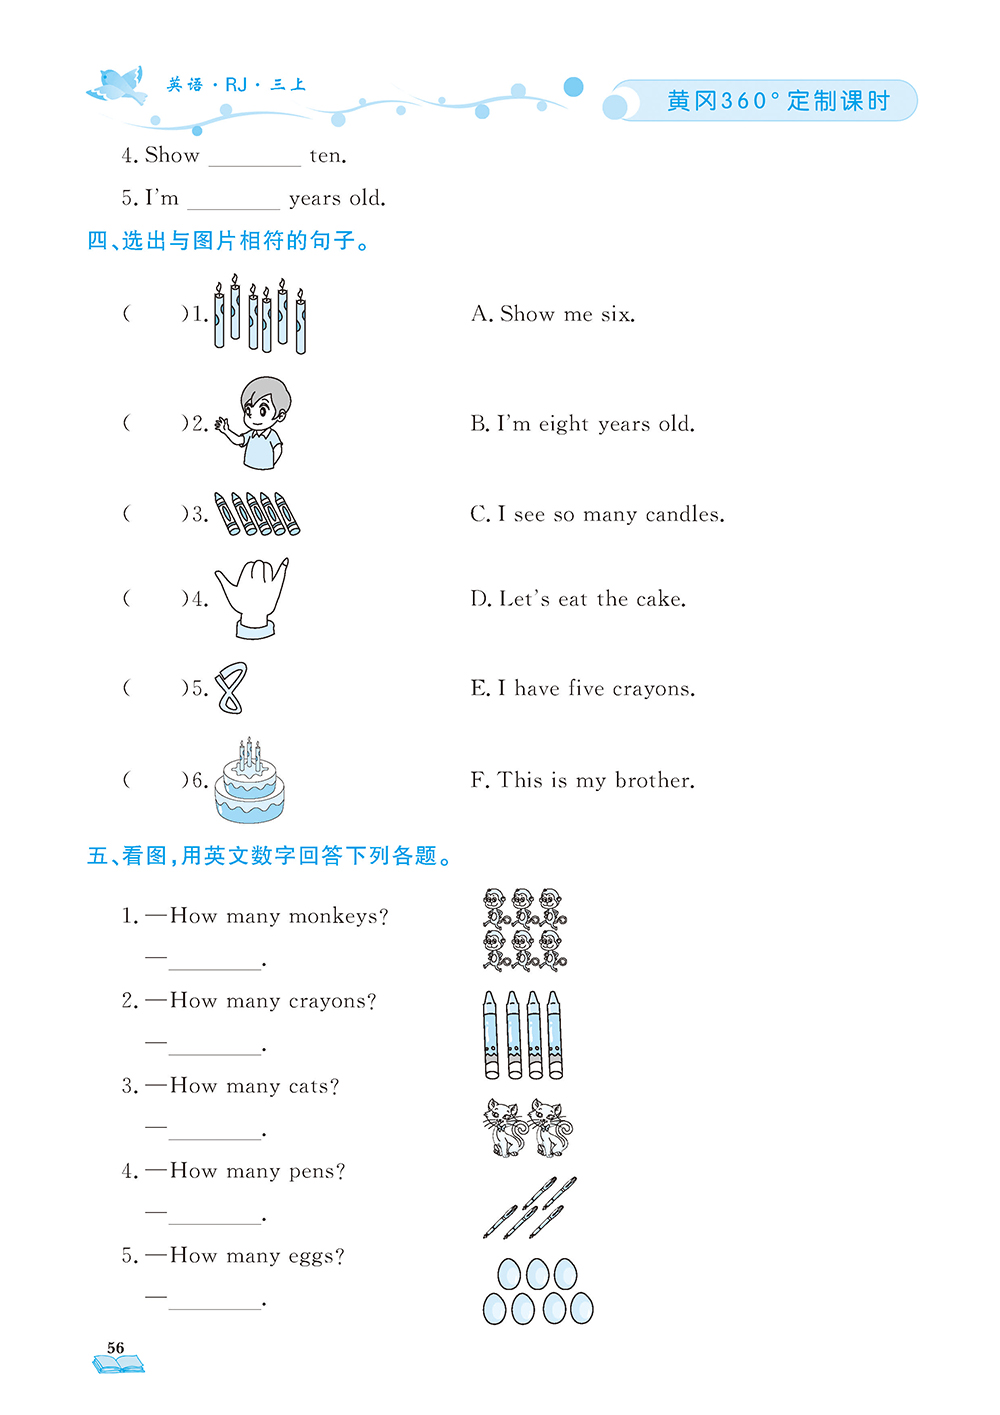 英语·RJ·三上
黄冈360°定制课时
4. Show ________ ten.
5. I'm ________ years old.
四、选出与图片相符的句子。
(    )1. A. Show me six.
(    )2. B. I'm eight years old.
(    )3. C. I see so many candles.
(    )4. D. Let's eat the cake.
(    )5. E. I have five crayons.
(    )6. F. This is my brother.
五、看图,用英文数字回答下列各题。
1. —How many monkeys?
—________.
2. —How many crayons?
—________.
3. —How many cats?
—________.
4. —How many pens?
—________.
5. —How many eggs?
—________.
56